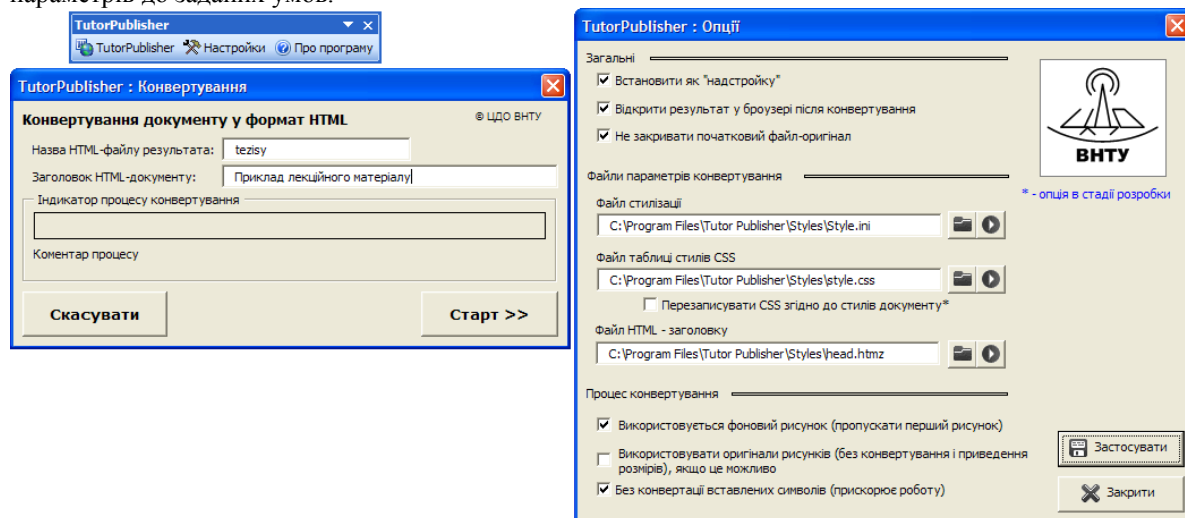 параметрів до заданих умов.
TutorPublisher
TutorPublisher Настройки Про програму
TutorPublisher : Конвертування
Конвертування документу у формат HTML
© ЦДО ВНТУ
Назва HTML-файлу результата: tezisy
Заголовок HTML-документу: Приклад лекційного матеріалу
Індикатор процесу конвертування
Коментар процесу
Скасувати
Старт >>
TutorPublisher : Опції
Загальні
Встановити як "надстройку"
Відкрити результат у броузері після конвертування
Не закривати початковий файл-оригінал
ВНТУ
* - опція в стадії розробки
Файли параметрів конвертування
Файл стилізації
C:\Program Files\Tutor Publisher\Styles\Style.ini
Файл таблиці стилів CSS
C:\Program Files\Tutor Publisher\Styles\style.css
Перезаписувати CSS згідно до стилів документу*
Файл HTML - заголовку
C:\Program Files\Tutor Publisher\Styles\head.htmz
Процес конвертування
Використовується фоновий рисунок (пропускати перший рисунок)
Використовувати оригінали рисунків (без конвертування і приведення
розмірів), якщо це можливо
Без конвертації вставлених символів (прискорює роботу)
Застосувати
Закрити